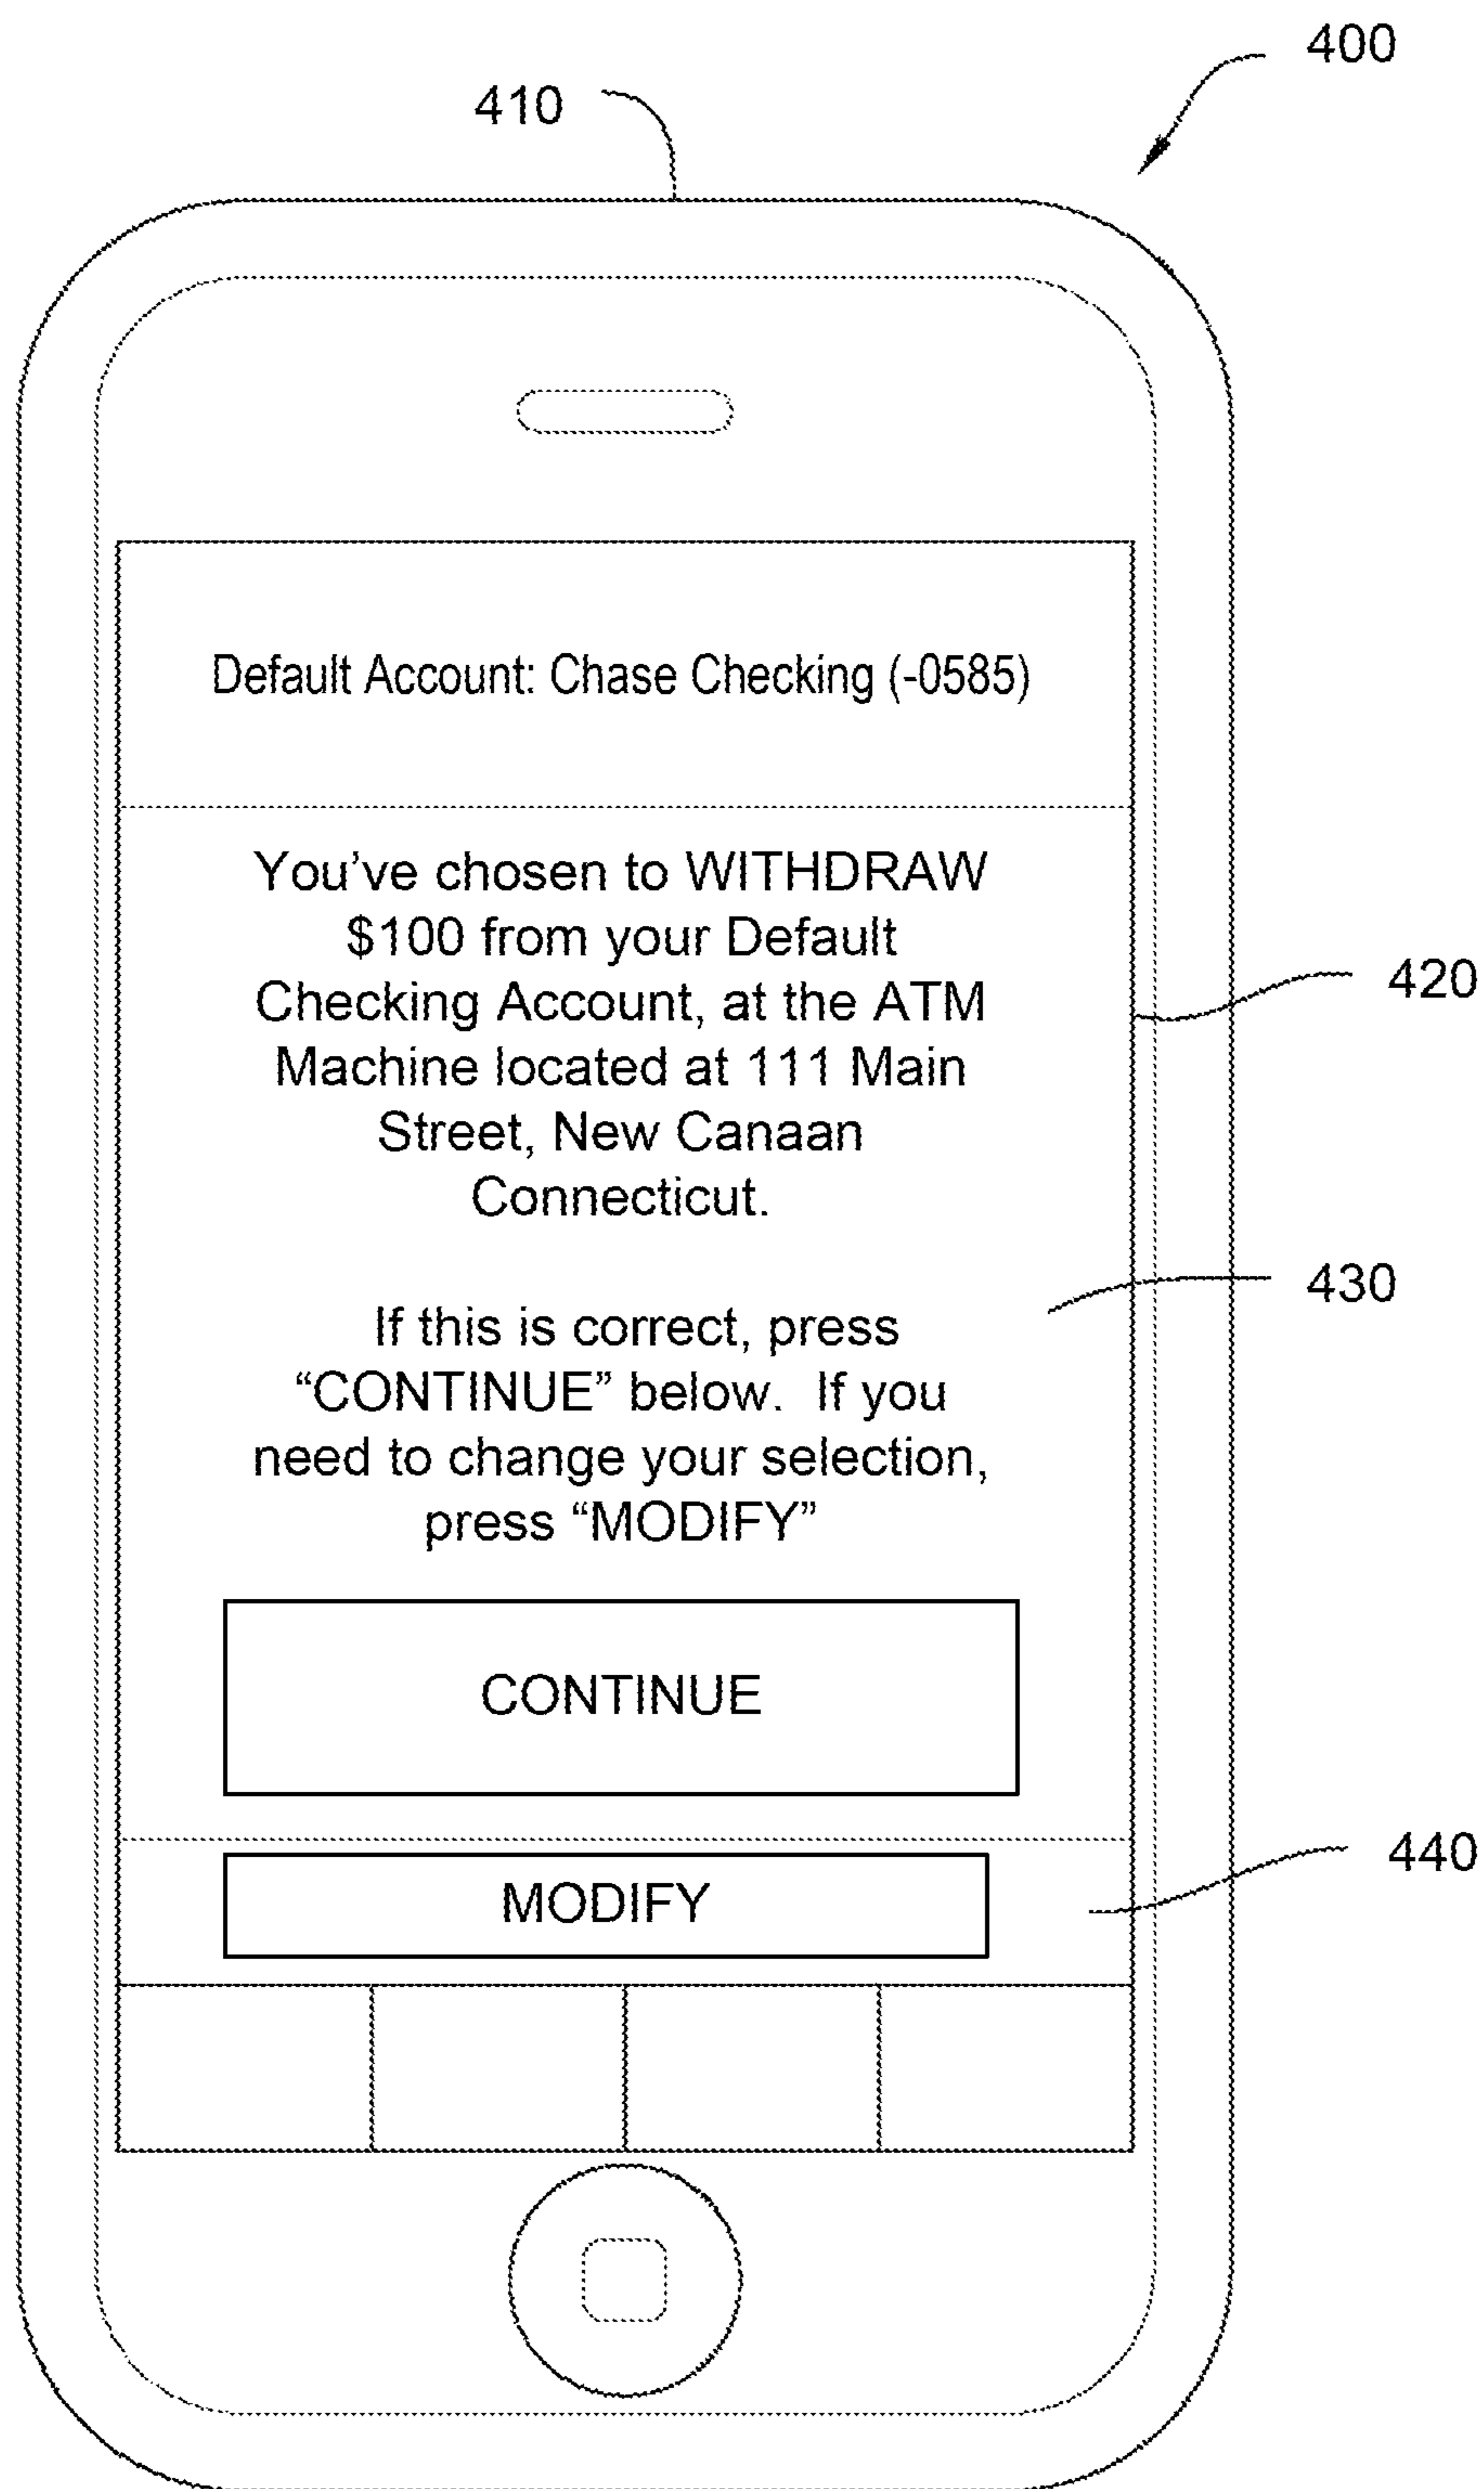 400
410
Default Account: Chase Checking (-0585)
You’ve chosen to WITHDRAW
$100 from your Default
Checking Account, at the ATM
Machine located at 111 Main
Street, New Canaan
Connecticut.
420
If this is correct, press
“CONTINUE” below.  If you
need to change your selection,
press “MODIFY”
430
CONTINUE
MODIFY
440